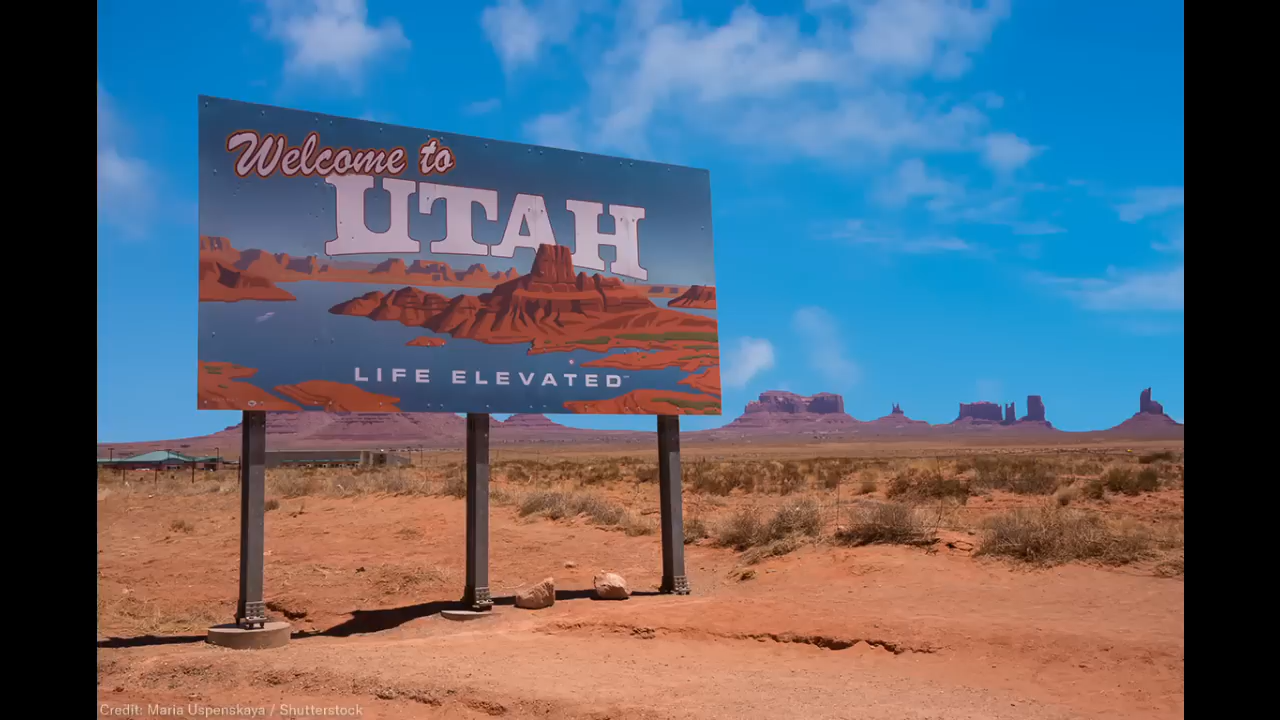 Welcome to
UTAH
LIFE ELEVATED
Credit: Maria Uspenskaya / Shutterstock